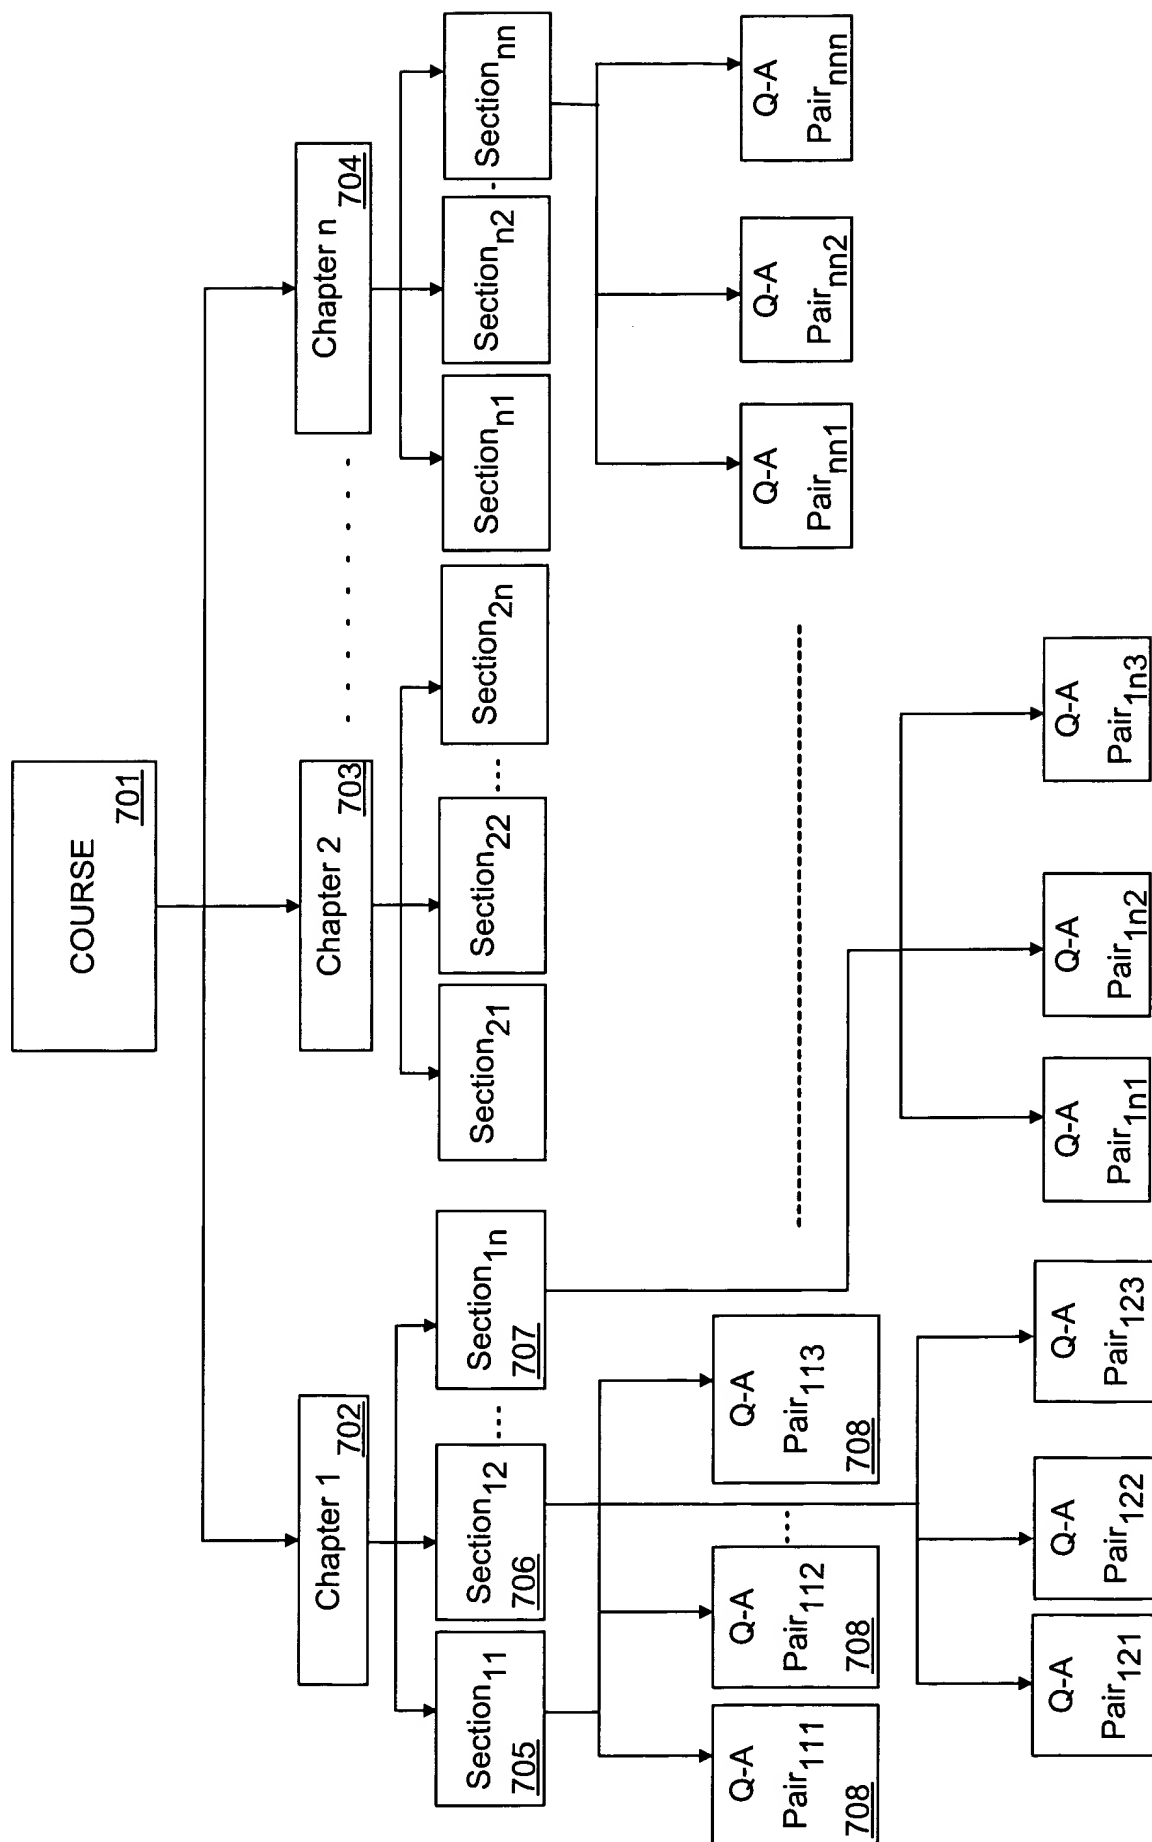 COURSE
701
Chapter 1
702
Chapter 2
703
. . . . . . . . .
Chapter n
704
Section11
705
Section12
706
....
Section1n
707
Section21
Section22
....
Section2n
Sectionn1
Sectionn2
Sectionnn
Q-A
Pair111
708
Q-A
Pair112
708
....
Q-A
Pair113
708
Q-A
Pairnn1
Q-A
Pairnn2
Q-A
Pairnnn
Q-A
Pair121
Q-A
Pair122
Q-A
Pair123
Q-A
Pair1n1
Q-A
Pair1n2
Q-A
Pair1n3